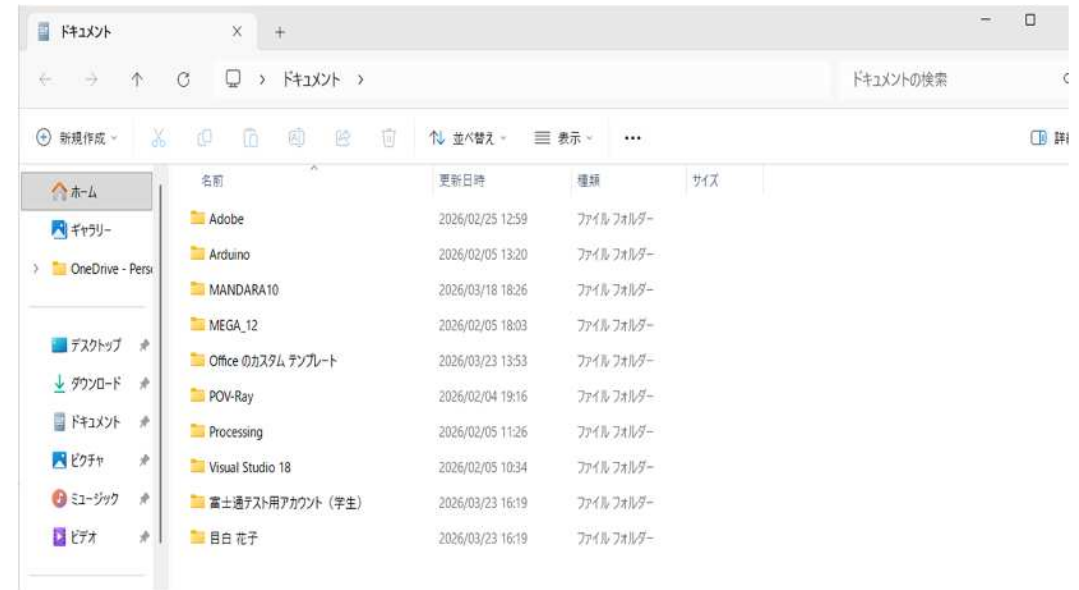 ドキュメント
ドキュメント
ドキュメントの検索
新規作成 並べ替え 表示 ...
名前 更新日時 種類 サイズ
ホーム
ギャラリー
OneDrive - Pers
デスクトップ
ダウンロード
ドキュメント
ピクチャ
ミュージック
ビデオ
Adobe 2026/02/25 12:59 ファイル フォルダー
Arduino 2026/02/05 13:20 ファイル フォルダー
MANDARA10 2026/03/18 18:26 ファイル フォルダー
MEGA_12 2026/02/05 18:03 ファイル フォルダー
Office のカスタム テンプレート 2026/03/23 13:53 ファイル フォルダー
POV-Ray 2026/02/04 19:16 ファイル フォルダー
Processing 2026/02/05 11:26 ファイル フォルダー
Visual Studio 18 2026/02/05 10:34 ファイル フォルダー
富士通テスト用アカウント（学生） 2026/03/23 16:19 ファイル フォルダー
目白 花子 2026/03/23 16:19 ファイル フォルダー